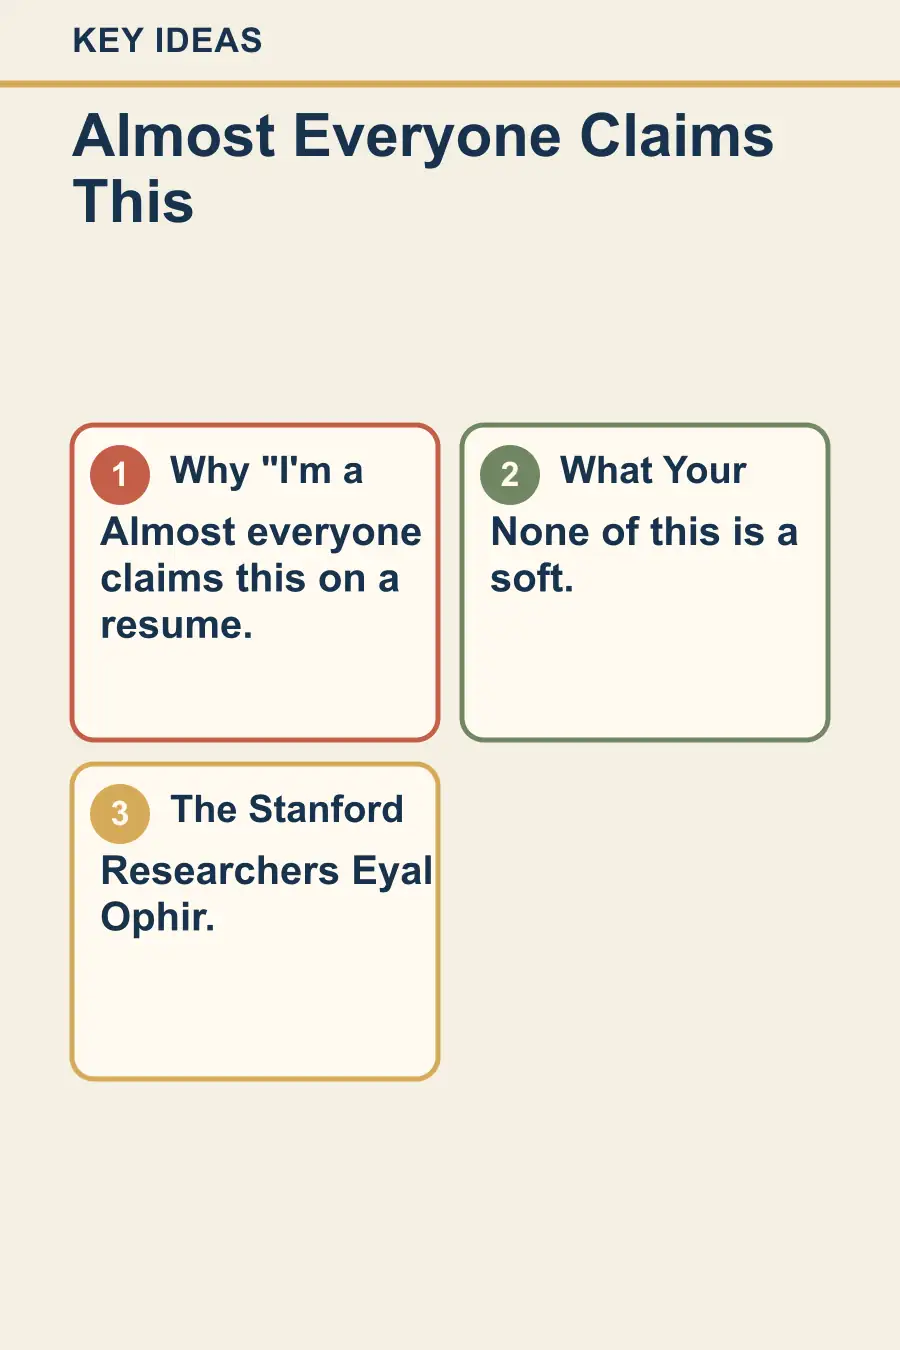 KEY IDEAS
Almost Everyone Claims
This
1 Why "I'm a
Almost everyone
claims this on a
resume.
2 What Your
None of this is a
soft.
3 The Stanford
Researchers Eyal
Ophir.